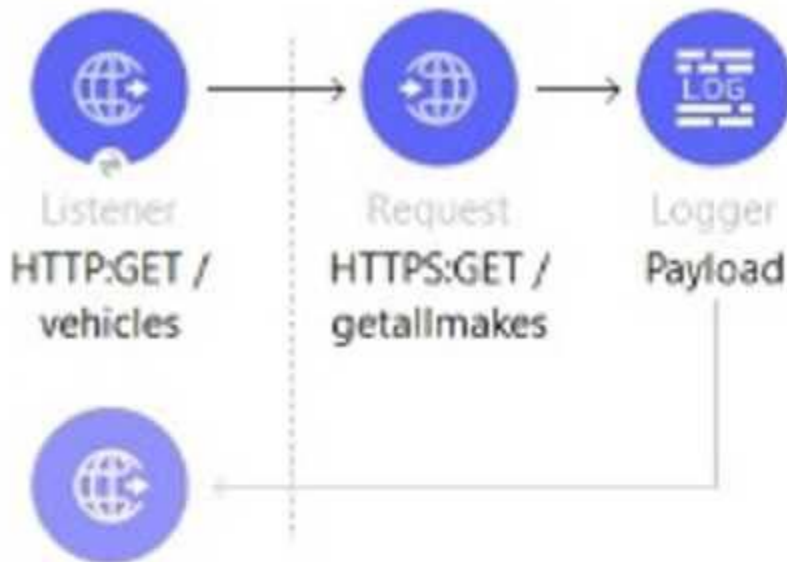 LOG
Listener
HTTP:GET /
vehicles
Request
HTTPS:GET /
getallmakes
Logger
Payload